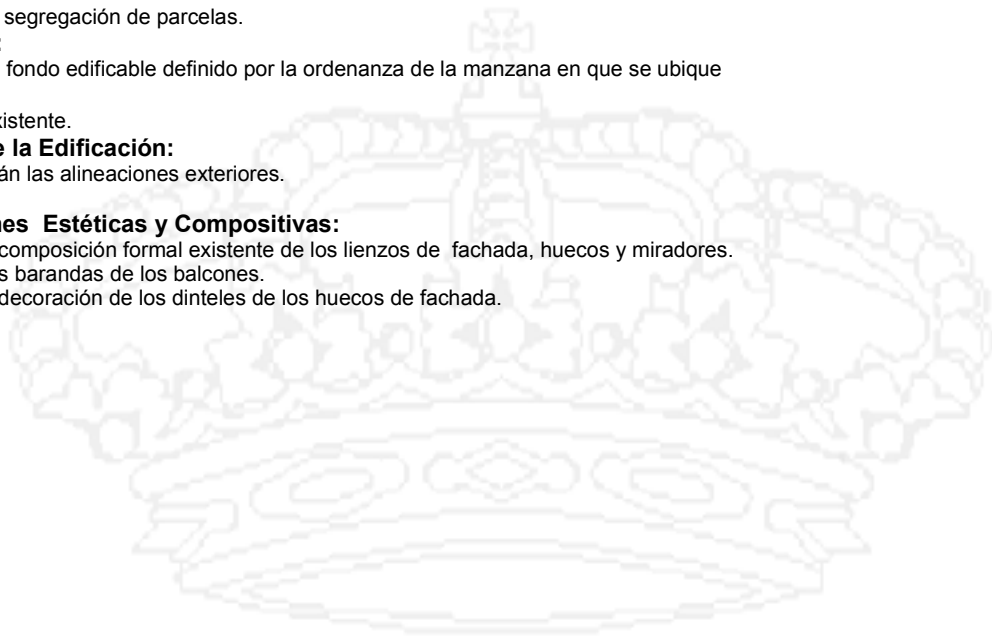 segregación de parcelas.
:
fondo edificable definido por la ordenanza de la manzana en que se ubique
istente.
e la Edificación:
án las alineaciones exteriores.
nes Estéticas y Compositivas:
composición formal existente de los lienzos de fachada, huecos y miradores.
s barandas de los balcones.
decoración de los dinteles de los huecos de fachada.